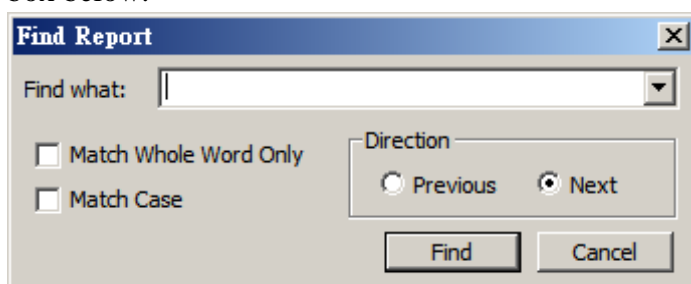 Find Report
Find what:
Match Whole Word Only
Match Case
Direction
Previous
Next
Find
Cancel